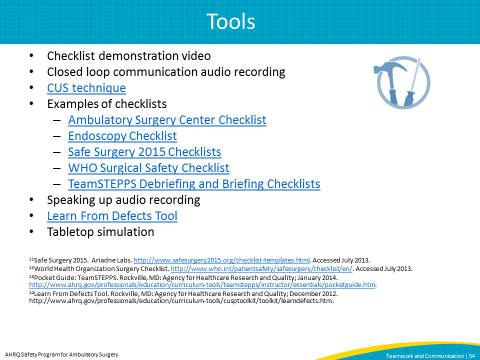 Tools
• Checklist demonstration video
• Closed loop communication audio recording
• CUS technique
• Examples of checklists
– Ambulatory Surgery Center Checklist
– Endoscopy Checklist
– Safe Surgery 2015 Checklists
– WHO Surgical Safety Checklist
– TeamSTEPPS Debriefing and Briefing Checklists
• Speaking up audio recording
• Learn From Defects Tool
• Tabletop simulation
Safe Surgery 2015. Ariadne Labs. http://www.safesurgery2015.org/checklist-templates.html. Accessed July 2013.
World Health Organization Surgery Checklist. http://www.who.int/patientsafety/safesurgery/checklist/en/. Accessed July 2013.
Pocket Guide: TeamSTEPPS. Rockville, MD: Agency for Healthcare Research and Quality; January 2014.
http://www.ahrq.gov/professionals/education/curriculum-tools/teamstepps/instructor/essentials/pocketguide.htm.
Learn From Defects Tool. Rockville, MD: Agency for Healthcare Research and Quality; December 2012.
http://www.ahrq.gov/professionals/education/curriculum-tools/cusptoolkit/toolkit/learndefects.htm.
AHRQ Safety Program for Ambulatory Surgery
Teamwork and Communication | 54